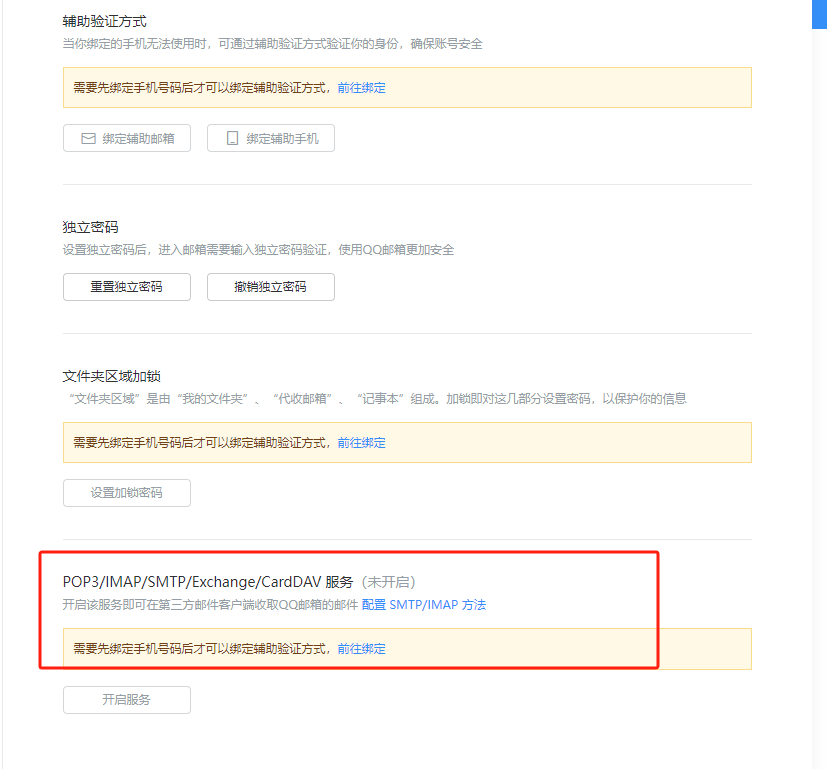 辅助验证方式
当你绑定的手机无法使用时，可通过辅助验证方式验证你的身份，确保账号安全
需要先绑定手机号码后才可以绑定辅助验证方式，前往绑定
绑定辅助邮箱 绑定辅助手机
独立密码
设置独立密码后，进入邮箱需要输入独立密码验证，使用QQ邮箱更加安全
重置独立密码 撤销独立密码
文件夹区域加锁
“文件夹区域”是由“我的文件夹”、“代收邮箱”、“记事本”组成。加锁即对这几部分设置密码，以保护你的信息
需要先绑定手机号码后才可以绑定辅助验证方式，前往绑定
设置加锁密码
POP3/IMAP/SMTP/Exchange/CardDAV 服务（未开启）
开启该服务即可在第三方邮件客户端收取QQ邮箱的邮件 配置 SMTP/IMAP 方法
需要先绑定手机号码后才可以绑定辅助验证方式，前往绑定
开启服务